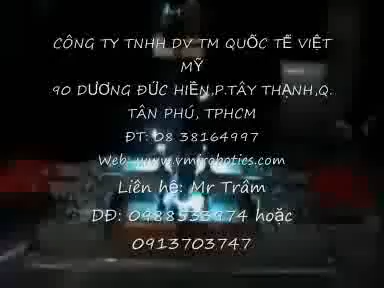 CÔNG TY TNHH DV TM QUỐC TẾ VIỆT
MỸ
90 DƯƠNG ĐỨC HIỀN,P.TÂY THẠNH,Q.
TÂN PHÚ, TPHCM
ĐT: 08 38164997
Web: www.vmrobotics.com
Liên hệ: Mr Trâm
DĐ: 0988533974 hoặc
0913703747